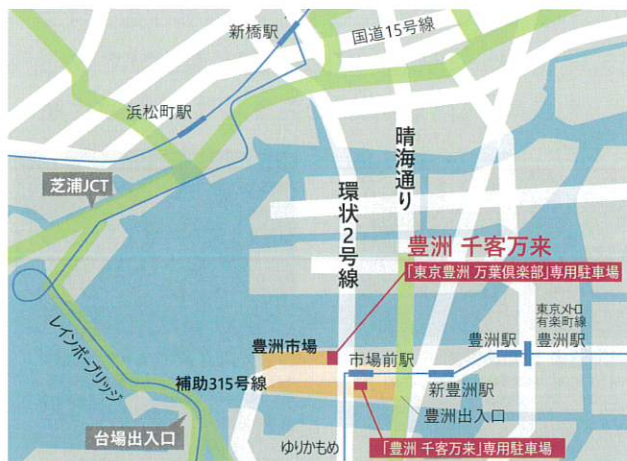 新橋駅
国道15号線
浜松町駅
芝浦JCT
晴海通り
環状2号線
豊洲 千客万来
「東京豊洲 万葉倶楽部」専用駐車場
東京メトロ
有楽町線
豊洲駅
豊洲駅
豊洲市場
市場前駅
新豊洲駅
レインボーブリッジ
補助315号線
豊洲出入口
台場出入口
ゆりかもめ
「豊洲 千客万来」専用駐車場